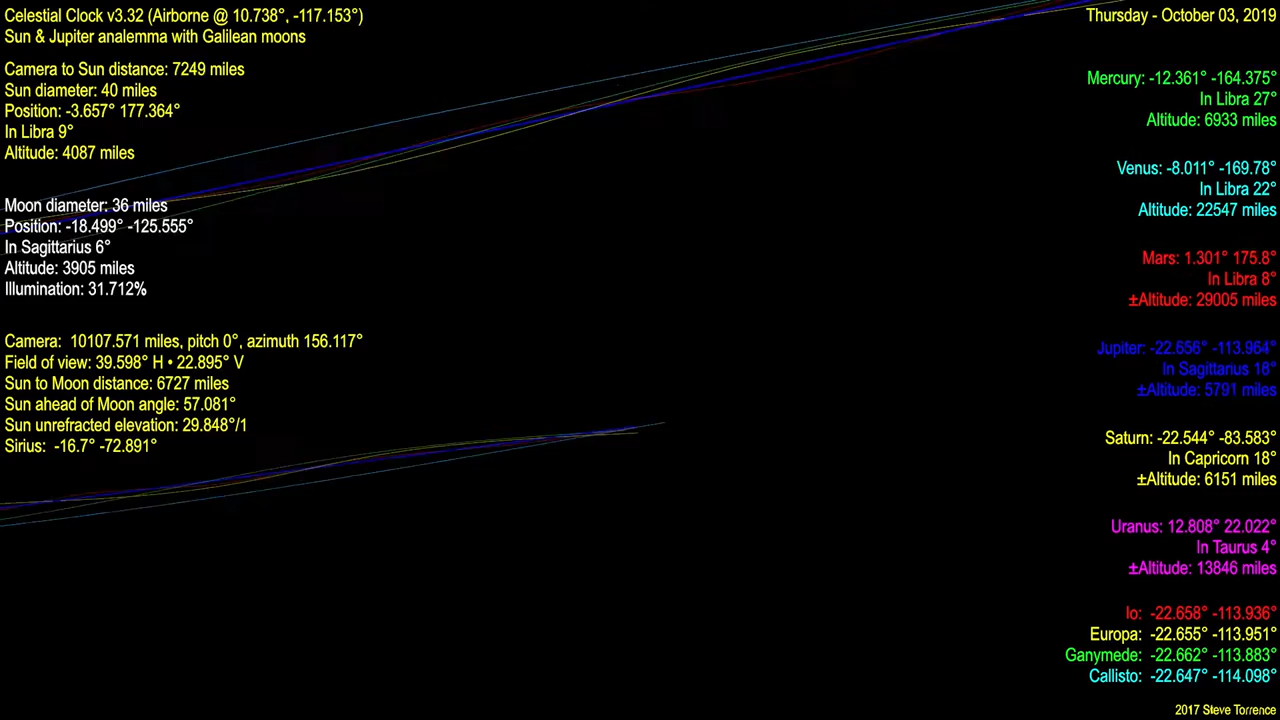 Celestial Clock v3.32 (Airborne @ 10.738°, -117.153°)
Sun & Jupiter analemma with Galilean moons
Camera to Sun distance: 7249 miles
Sun diameter: 40 miles
Position: -3.657° 177.364°
In Libra 9°
Altitude: 4087 miles
Moon diameter: 36 miles
Position: -18.499° -125.555°
In Sagittarius 6°
Altitude: 3905 miles
Illumination: 31.712%
Camera: 10107.571 miles, pitch 0°, azimuth 156.117°
Field of view: 39.598° H • 22.895° V
Sun to Moon distance: 6727 miles
Sun ahead of Moon angle: 57.081°
Sun unrefracted elevation: 29.848°/1
Sirius: -16.7° -72.891°
Thursday - October 03, 2019
Mercury: -12.361° -164.375°
In Libra 27°
Altitude: 6933 miles
Venus: -8.011° -169.78°
In Libra 22°
Altitude: 22547 miles
Mars: 1.301° 175.8°
In Libra 8°
±Altitude: 29005 miles
Jupiter: -22.656° -113.964°
In Sagittarius 18°
±Altitude: 5791 miles
Saturn: -22.544° -83.583°
In Capricorn 18°
±Altitude: 6151 miles
Uranus: 12.808° 22.022°
In Taurus 4°
±Altitude: 13846 miles
Io: -22.658° -113.936°
Europa: -22.655° -113.951°
Ganymede: -22.662° -113.883°
Callisto: -22.647° -114.098°
2017 Steve Torrence